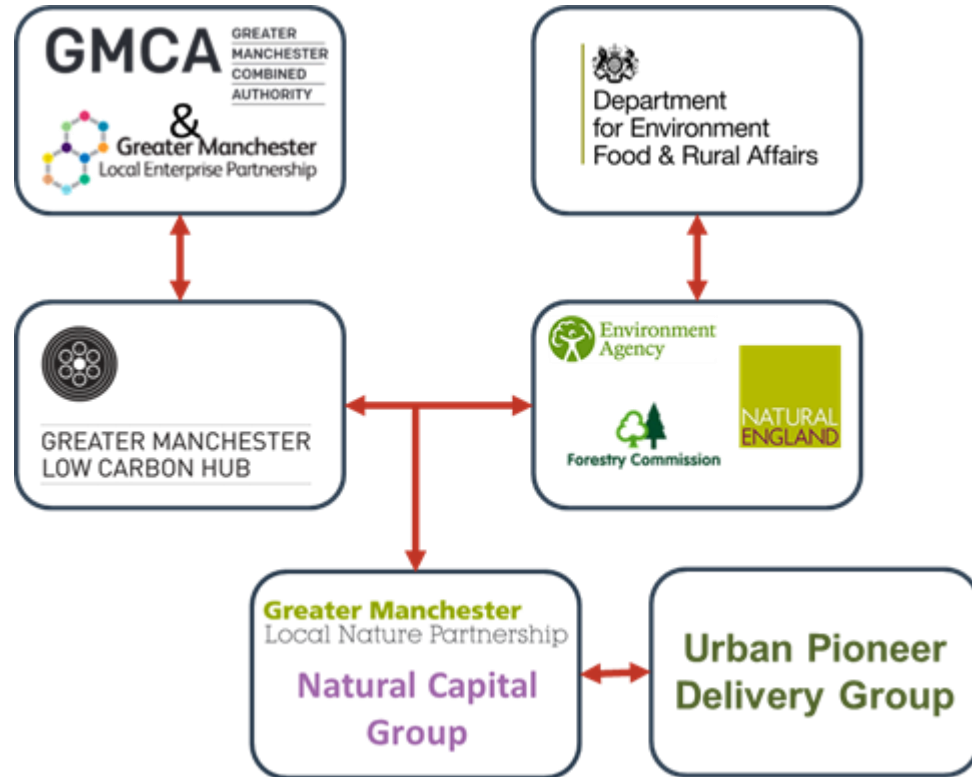 GMCA
GREATER
MANCHESTER
COMBINED
AUTHORITY
&
Greater Manchester
Local Enterprise Partnership
Department
for Environment
Food & Rural Affairs
GREATER MANCHESTER
LOW CARBON HUB
Environment
Agency
Forestry Commission
NATURAL
ENGLAND
Greater Manchester
Local Nature Partnership
Natural Capital
Group
Urban Pioneer
Delivery Group